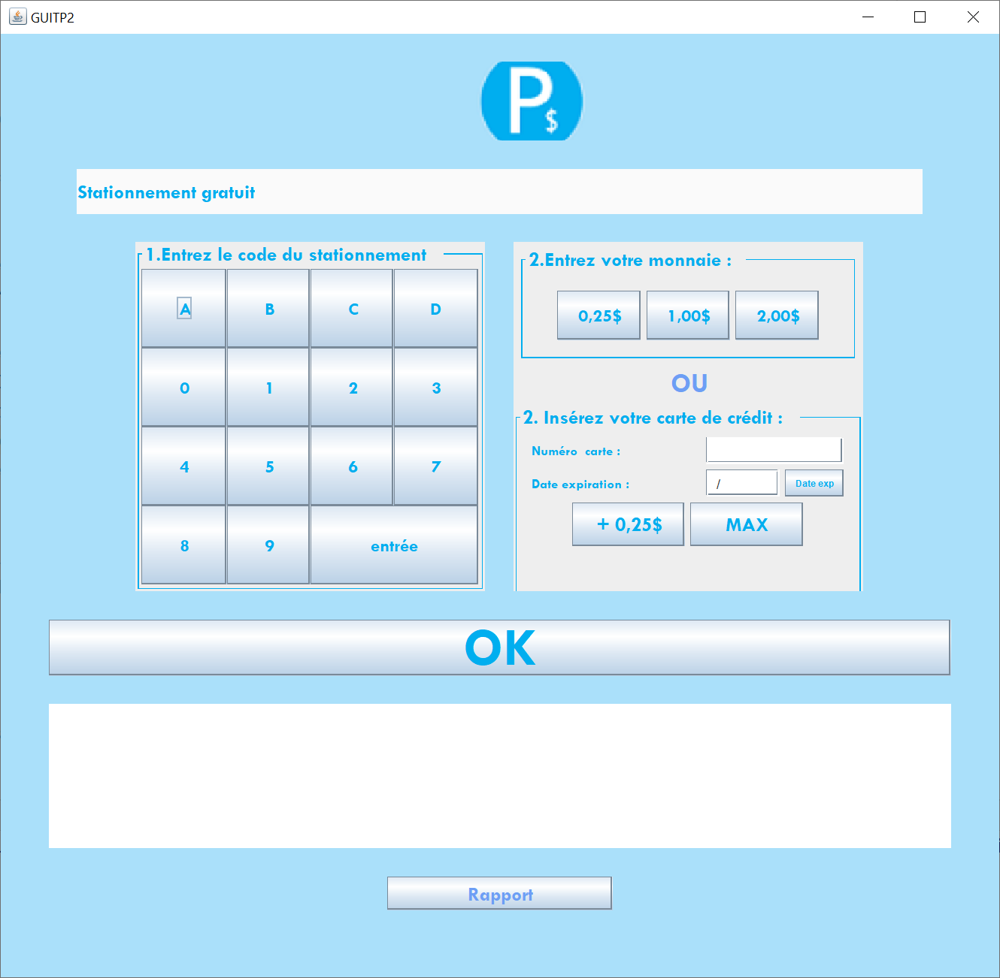 GUITP2
P$
Stationnement gratuit
1.Entrez le code du stationnement
A B C D
0 1 2 3
4 5 6 7
8 9 entrée
2.Entrez votre monnaie :
0,25$ 1,00$ 2,00$
OU
2. Insérez votre carte de crédit :
Numéro carte :
Date expiration : / Date exp
+ 0,25$ MAX
OK
Rapport